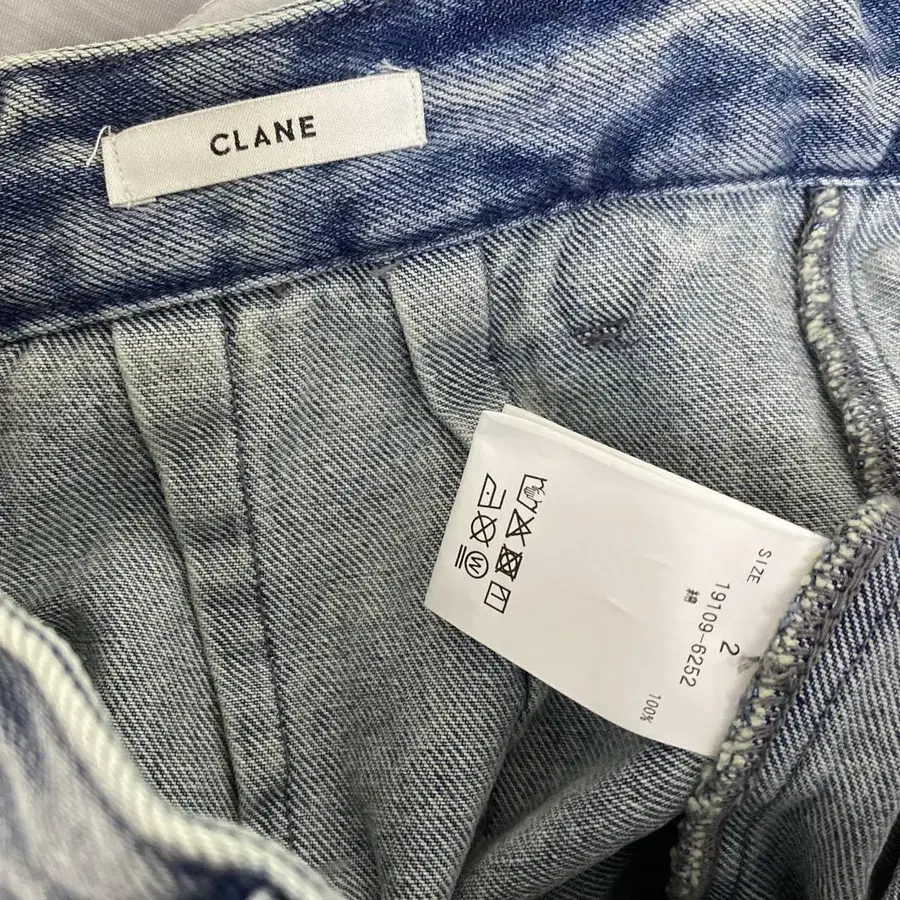 CLANE
SIZE 2
19109-6252
綿 100%
W